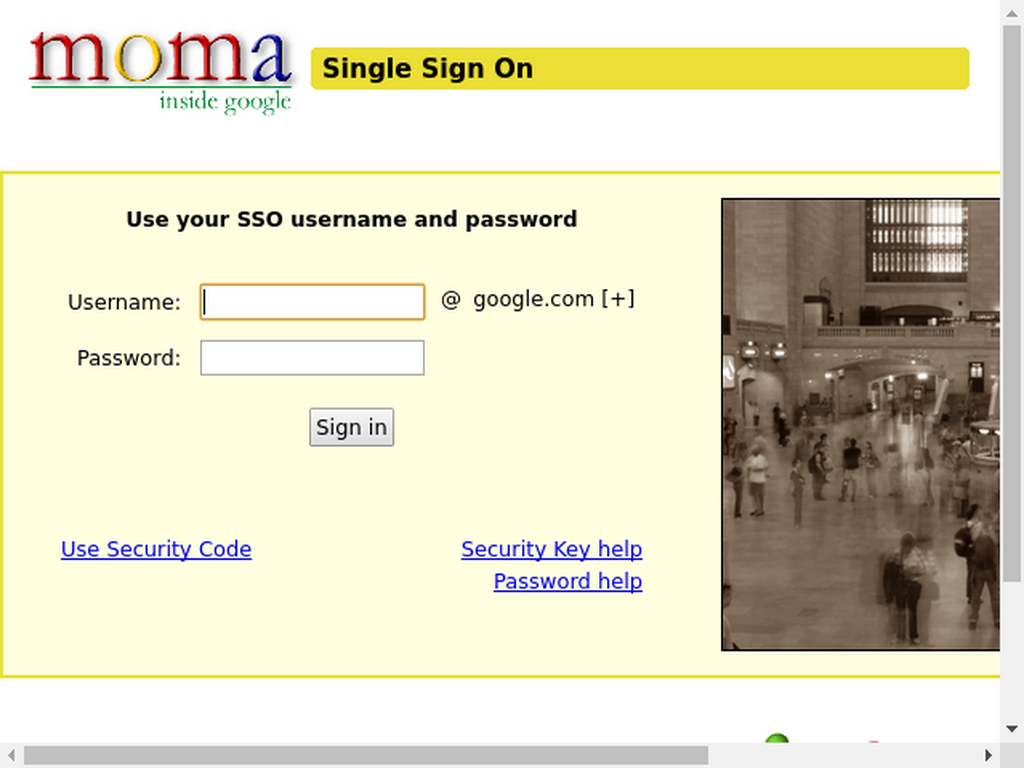 moma
inside google
Single Sign On
Use your SSO username and password
Username: @ google.com [+]
Password:
Sign in
Use Security Code
Security Key help
Password help